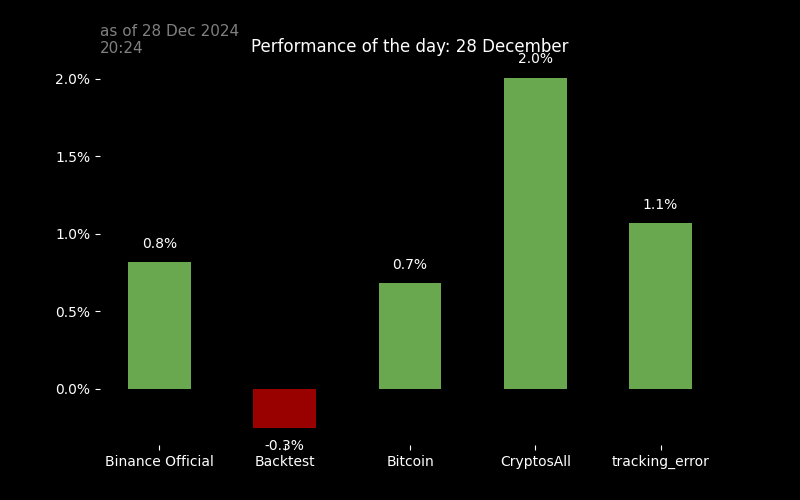 as of 28 Dec 2024
20:24
Performance of the day: 28 December
2.0%
2.0%
1.5%
1.1%
1.0%
0.8%
0.7%
0.5%
0.0%
-0.3%
Binance Official
Backtest
Bitcoin
CryptosAll
tracking_error